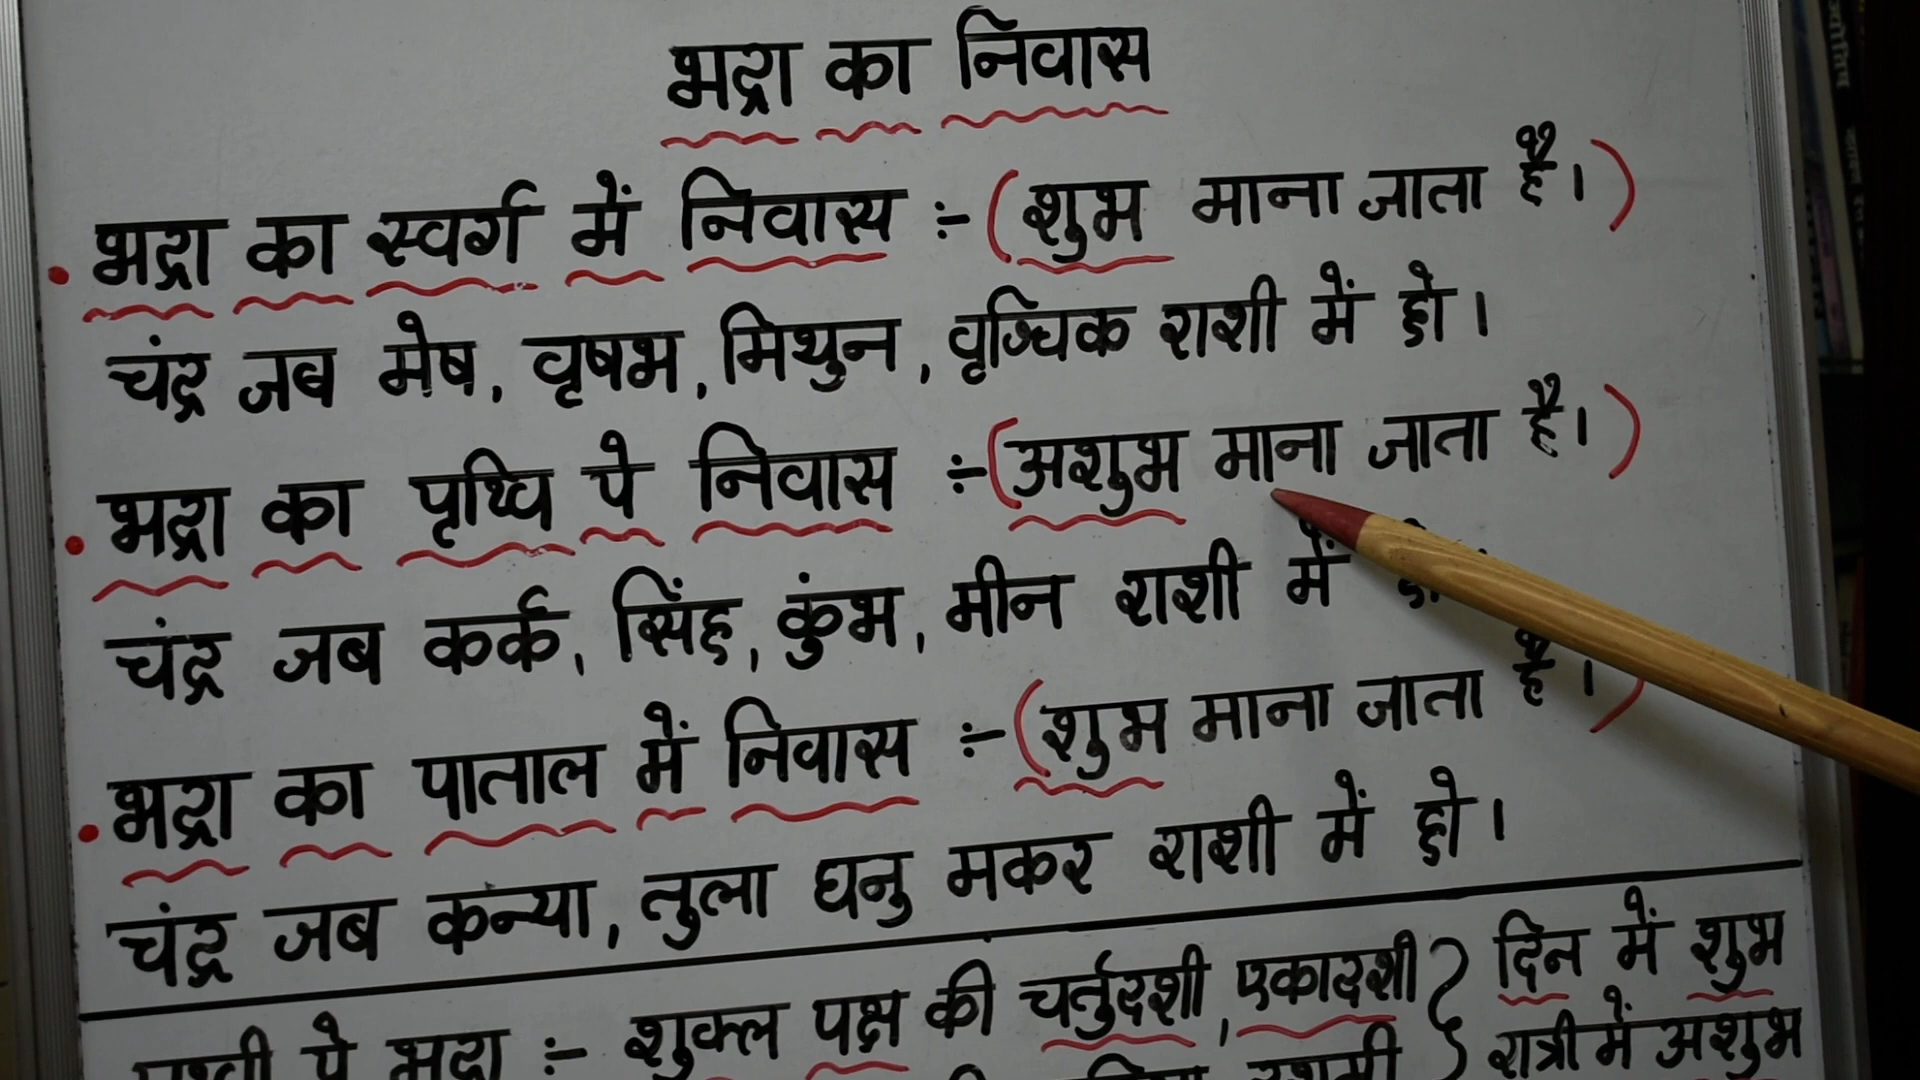 भद्रा का निवास
भद्रा का स्वर्ग में निवास :- (शुभ माना जाता है।)
चंद्र जब मेष, वृषभ, मिथुन, वृश्चिक राशी में हो।
भद्रा का पृथ्वि पे निवास :- (अशुभ माना जाता है।)
चंद्र जब कर्क, सिंह, कुंभ, मीन राशी में
भद्रा का पाताल में निवास :- (शुभ माना जाता है।)
चंद्र जब कन्या, तुला धनु मकर राशी में हो।
पृथ्वी पे भद्रा :- शुक्ल पक्ष की चर्तुदशी, एकादशी } दिन में शुभ
रात्री में अशुभ